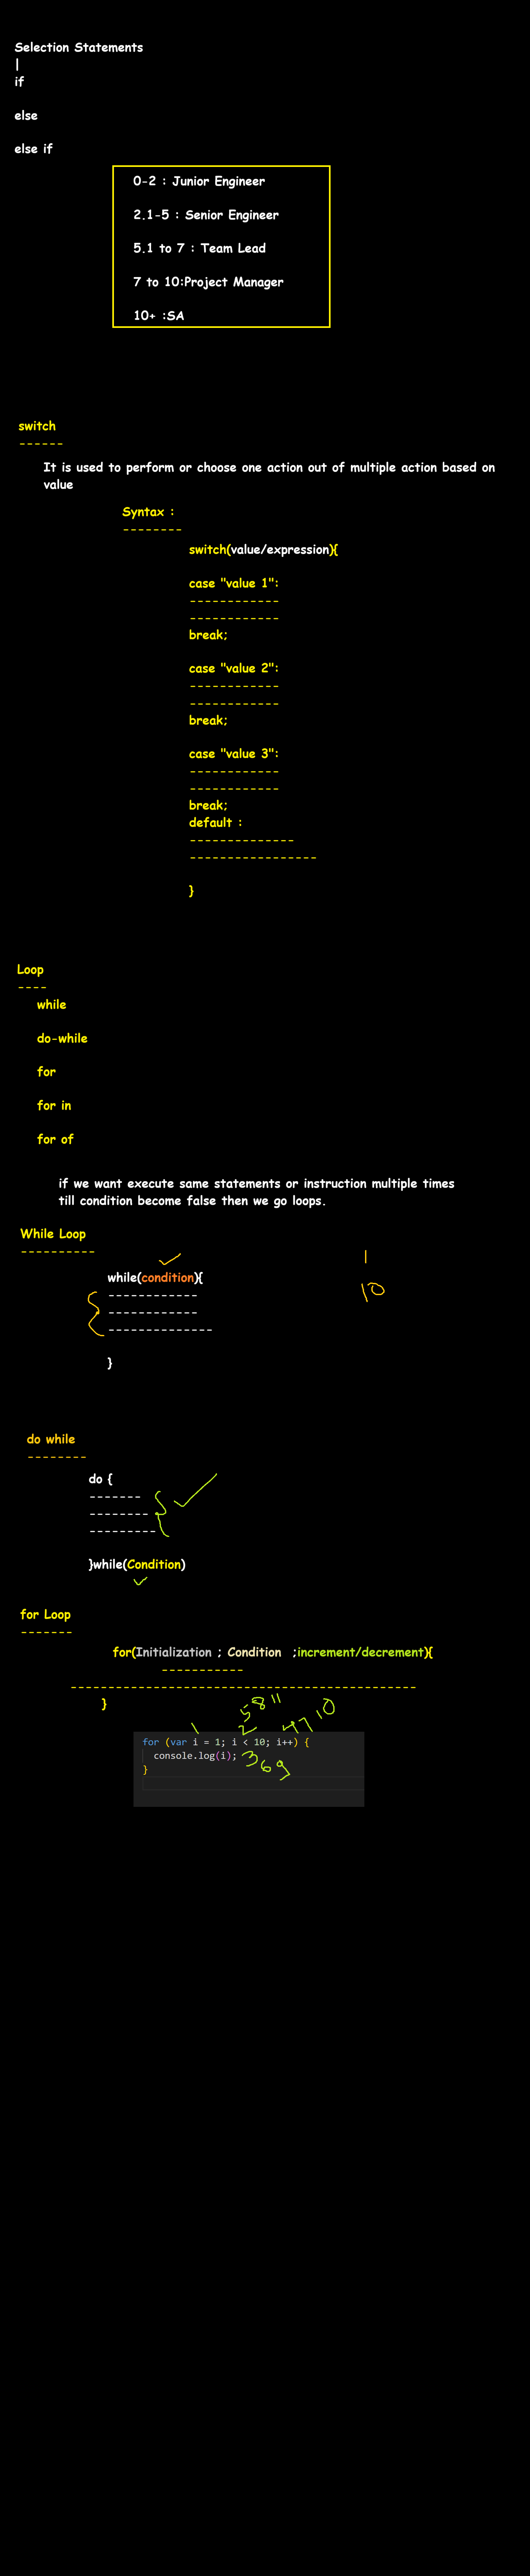 Selection Statements
|
if
else
else if
0-2 : Junior Engineer
2.1-5 : Senior Engineer
5.1 to 7 : Team Lead
7 to 10:Project Manager
10+ :SA
switch
------
It is used to perform or choose one action out of multiple action based on
value
Syntax :
--------
switch(value/expression){
case "value 1":
------------
------------
break;
case "value 2":
------------
------------
break;
case "value 3":
------------
------------
break;
default :
--------------
-----------------
}
Loop
----
while
do-while
for
for in
for of
if we want execute same statements or instruction multiple times
till condition become false then we go loops.
While Loop
----------
1
while(condition){
10
------------
------------
--------------
}
do while
--------
do {
-------
--------
---------
}while(Condition)
for Loop
-------
for(Initialization ; Condition ;increment/decrement){
-----------
----------------------------------------------
}
5 8 11
1 2 4 7 10
for (var i = 1; i < 10; i++) {
console.log(i);
3 6 9
}